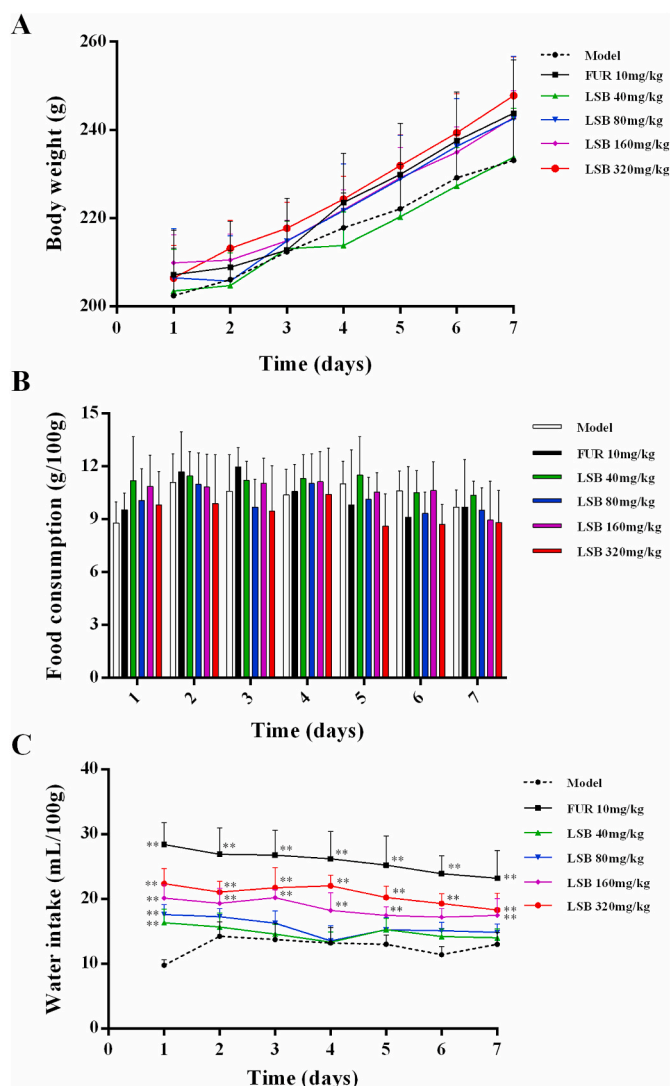 A
260
240
220
200
Body weight (g)
0 1 2 3 4 5 6 7
Time (days)
Model
FUR 10mg/kg
LSB 40mg/kg
LSB 80mg/kg
LSB 160mg/kg
LSB 320mg/kg
B
15
12
9
6
3
0
Food consumption (g/100g)
1 2 3 4 5 6 7
Time (days)
Model
FUR 10mg/kg
LSB 40mg/kg
LSB 80mg/kg
LSB 160mg/kg
LSB 320mg/kg
C
40
30
20
10
0
Water intake (mL/100g)
** ** ** ** ** ** **
** ** ** ** ** ** **
** ** ** ** ** **
**
**
0 1 2 3 4 5 6 7
Time (days)
Model
FUR 10mg/kg
LSB 40mg/kg
LSB 80mg/kg
LSB 160mg/kg
LSB 320mg/kg